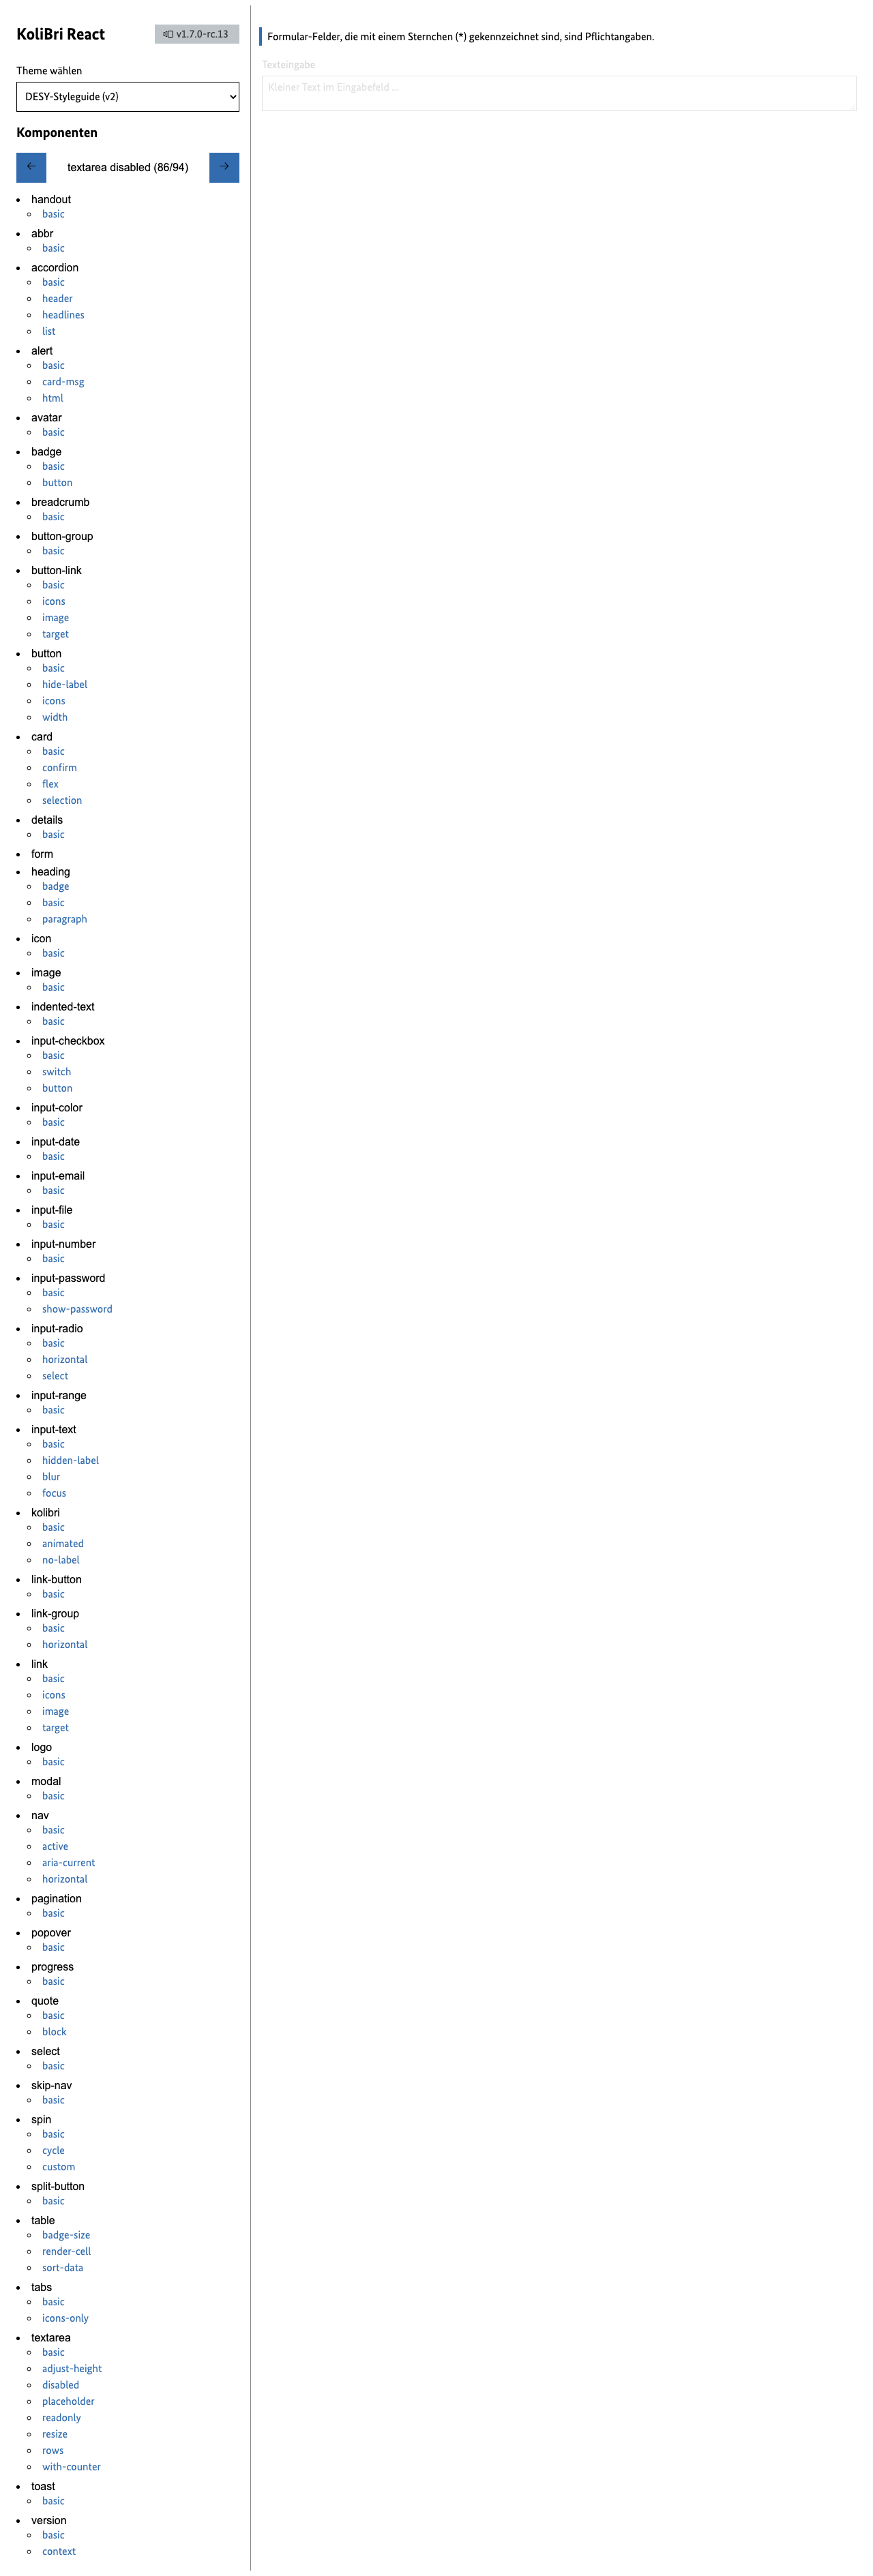 KoliBri React
v1.7.0-rc.13
Theme wählen
DESY-Styleguide (v2)
Komponenten
← textarea disabled (86/94) →
handout
basic
abbr
basic
accordion
basic
header
headlines
list
alert
basic
card-msg
html
avatar
basic
badge
basic
button
breadcrumb
basic
button-group
basic
button-link
basic
icons
image
target
button
basic
hide-label
icons
width
card
basic
confirm
flex
selection
details
basic
form
heading
badge
basic
paragraph
icon
basic
image
basic
indented-text
basic
input-checkbox
basic
switch
button
input-color
basic
input-date
basic
input-email
basic
input-file
basic
input-number
basic
input-password
basic
show-password
input-radio
basic
horizontal
select
input-range
basic
input-text
basic
hidden-label
blur
focus
kolibri
basic
animated
no-label
link-button
basic
link-group
basic
horizontal
link
basic
icons
image
target
logo
basic
modal
basic
nav
basic
active
aria-current
horizontal
pagination
basic
popover
basic
progress
basic
quote
basic
block
select
basic
skip-nav
basic
spin
basic
cycle
custom
split-button
basic
table
badge-size
render-cell
sort-data
tabs
basic
icons-only
textarea
basic
adjust-height
disabled
placeholder
readonly
resize
rows
with-counter
toast
basic
version
basic
context
Formular-Felder, die mit einem Sternchen (*) gekennzeichnet sind, sind Pflichtangaben.
Texteingabe
Kleiner Text im Eingabefeld ...